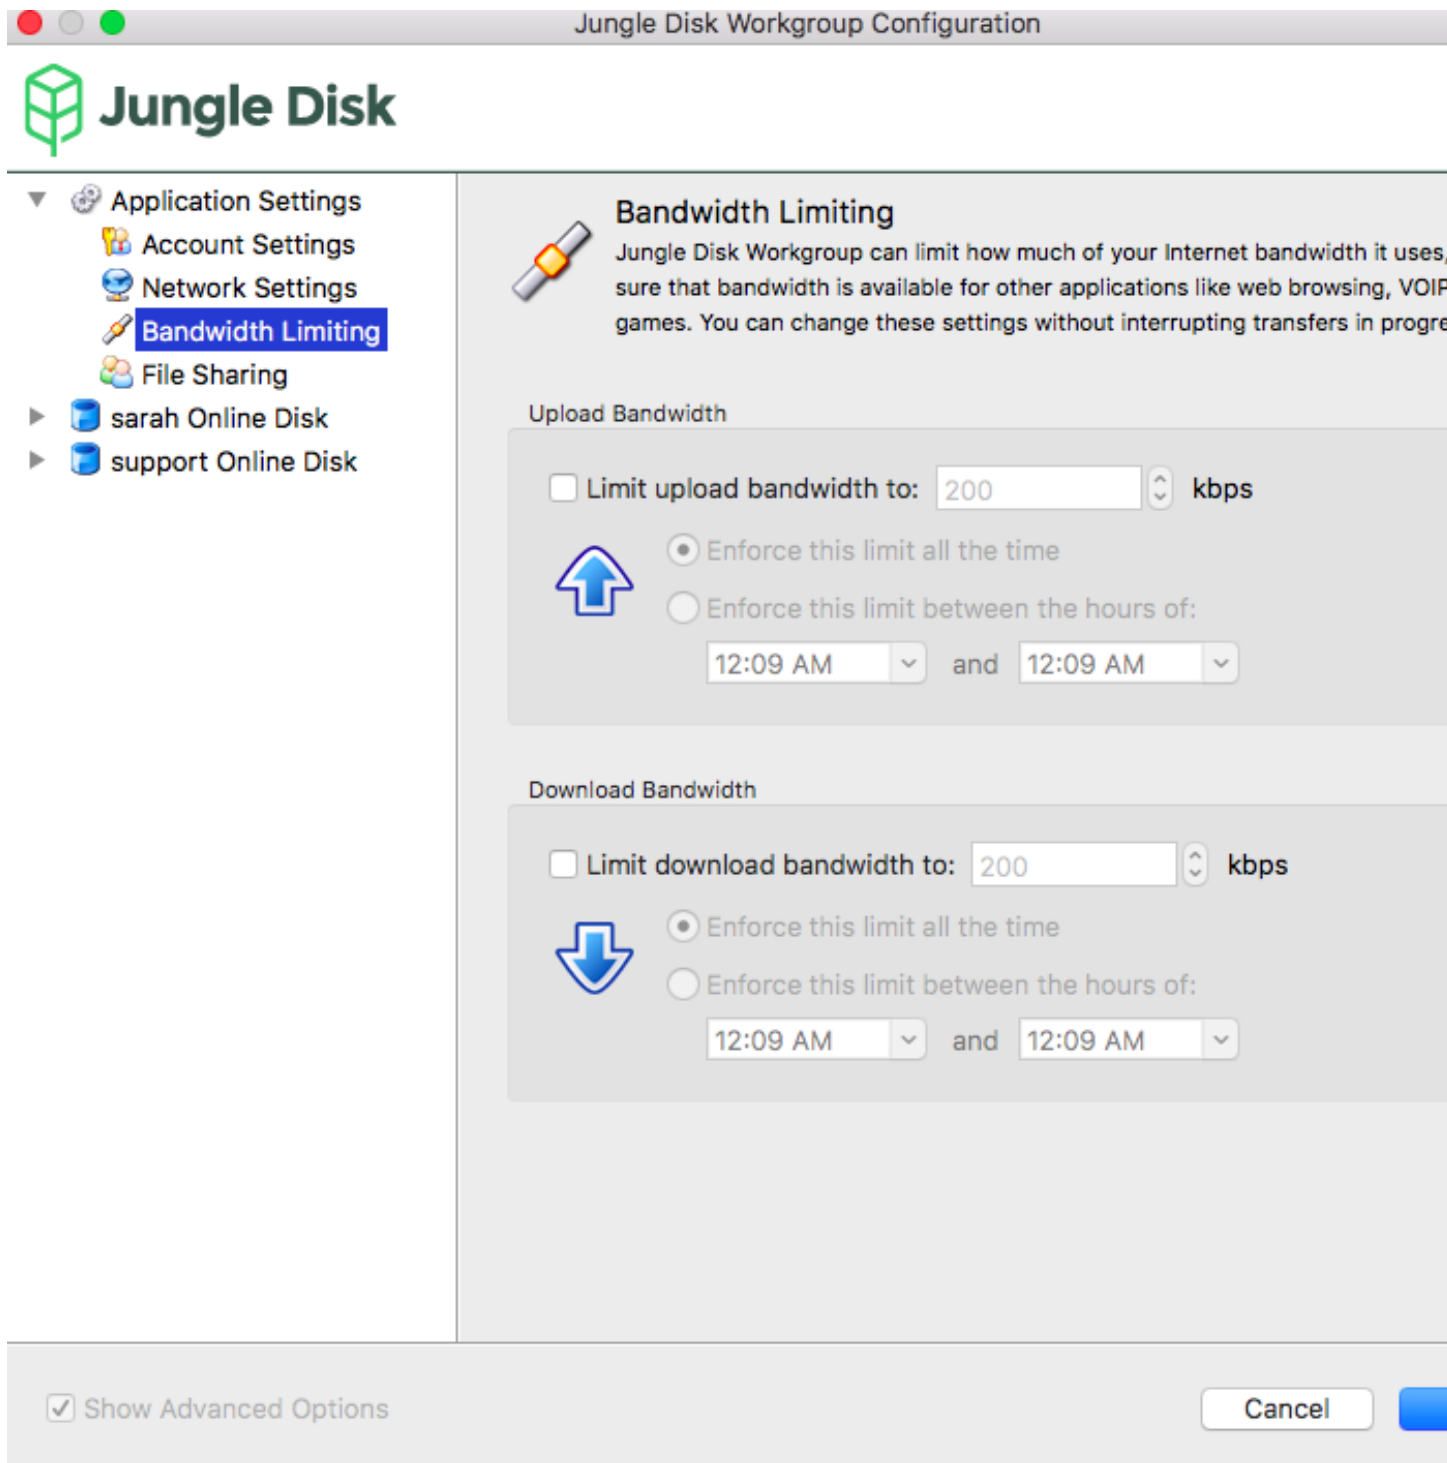 Jungle Disk Workgroup Configuration
Jungle Disk
Application Settings
Account Settings
Network Settings
Bandwidth Limiting
File Sharing
sarah Online Disk
support Online Disk
Bandwidth Limiting
Jungle Disk Workgroup can limit how much of your Internet bandwidth it uses,
sure that bandwidth is available for other applications like web browsing, VOIP
games. You can change these settings without interrupting transfers in progre
Upload Bandwidth
Limit upload bandwidth to: 200 kbps
Enforce this limit all the time
Enforce this limit between the hours of:
12:09 AM and 12:09 AM
Download Bandwidth
Limit download bandwidth to: 200 kbps
Enforce this limit all the time
Enforce this limit between the hours of:
12:09 AM and 12:09 AM
Show Advanced Options
Cancel